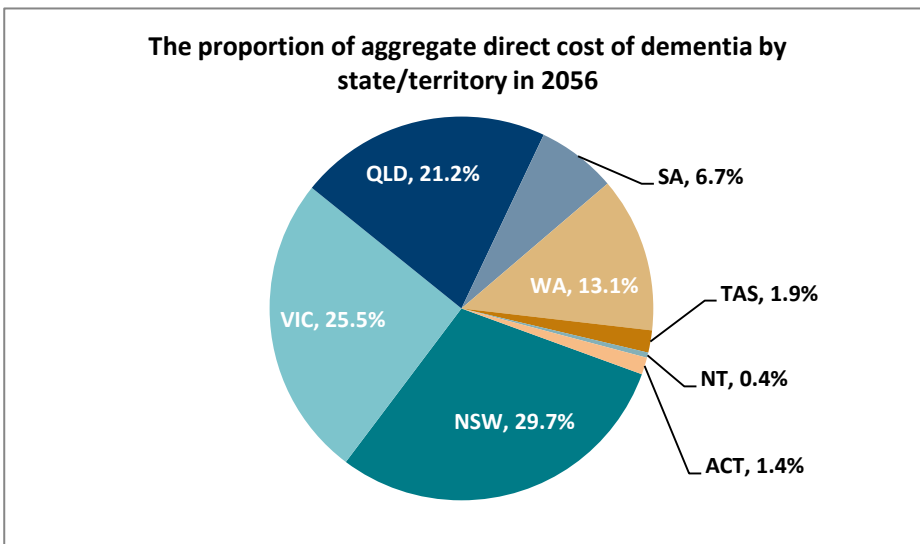 The proportion of aggregate direct cost of dementia by
state/territory in 2056
QLD, 21.2%
SA, 6.7%
WA, 13.1%
TAS, 1.9%
VIC, 25.5%
NT, 0.4%
NSW, 29.7%
ACT, 1.4%